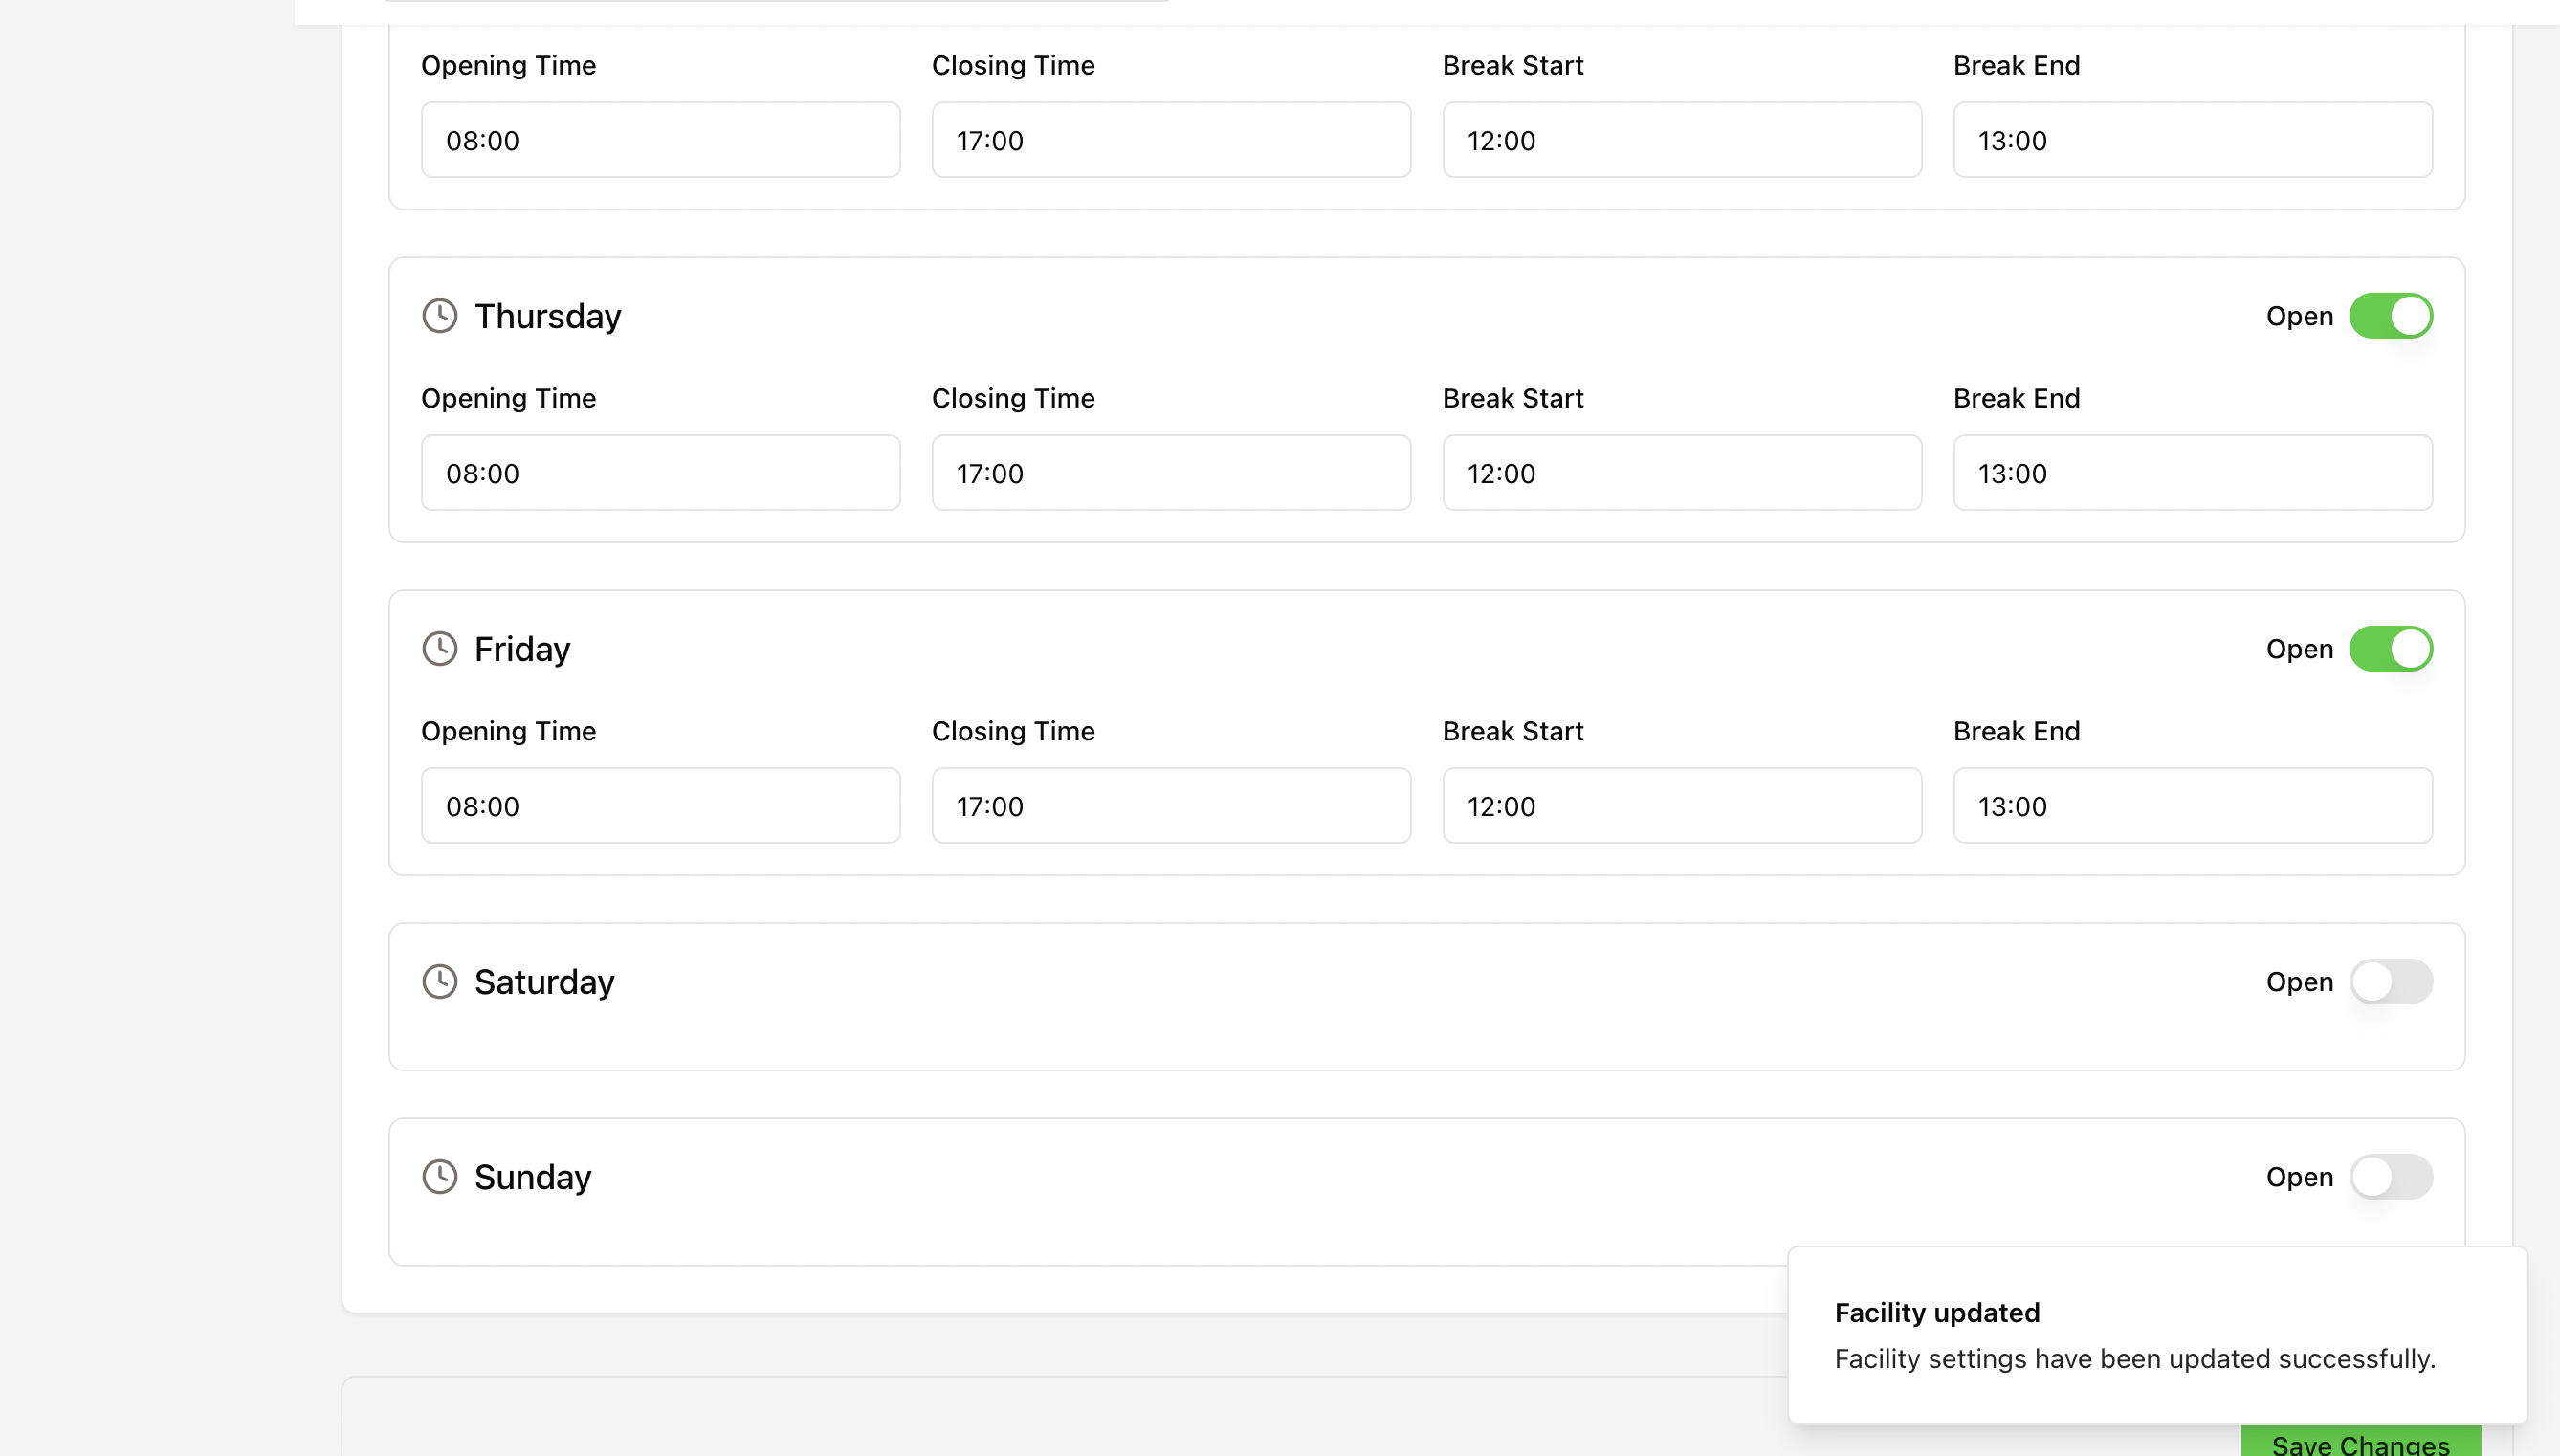 Opening Time Closing Time Break Start Break End
08:00 17:00 12:00 13:00
Thursday Open
Opening Time Closing Time Break Start Break End
08:00 17:00 12:00 13:00
Friday Open
Opening Time Closing Time Break Start Break End
08:00 17:00 12:00 13:00
Saturday Open
Sunday Open
Facility updated
Facility settings have been updated successfully.
Save Changes